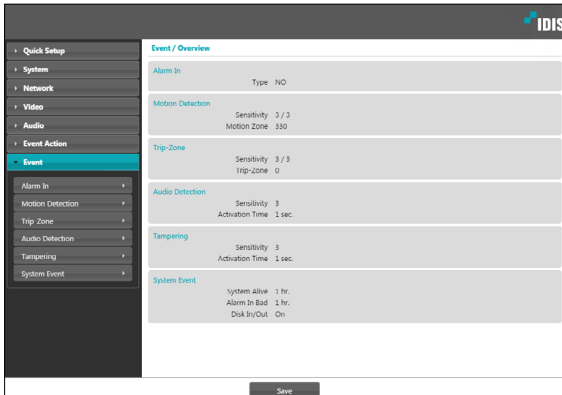 IDIS
Quick Setup
System
Network
Video
Audio
Event Action
Event
Alarm In
Motion Detection
Trip Zone
Audio Detection
Tampering
System Event
Event / Overview
Alarm In
Type NO
Motion Detection
Sensitivity 3 / 3
Motion Zone 330
Trip-Zone
Sensitivity 3 / 3
Trip-Zone 0
Audio Detection
Sensitivity 3
Activation Time 1 sec.
Tampering
Sensitivity 3
Activation Time 1 sec.
System Event
System Alive 1 hr.
Alarm In Bad 1 hr.
Disk In/Out On
Save